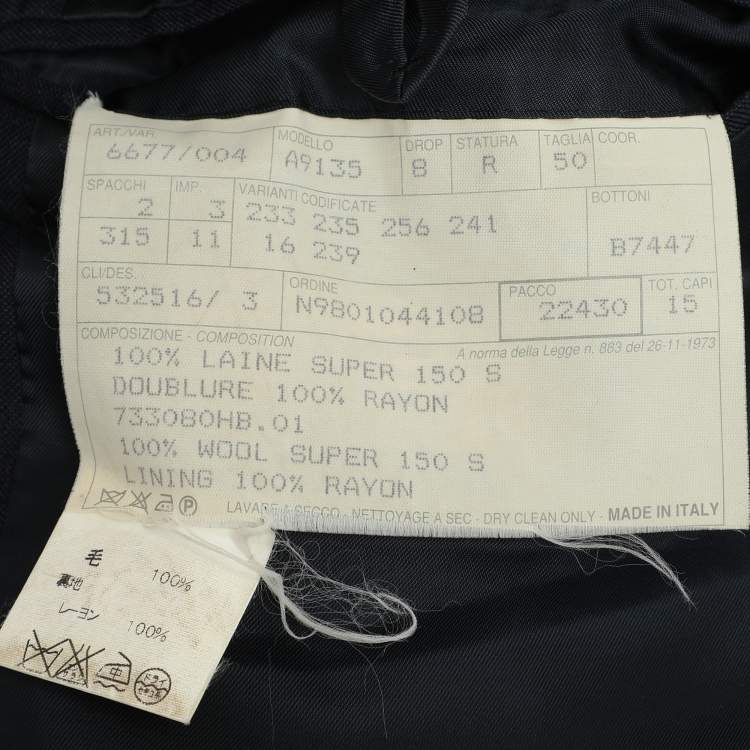 ART./VAR. MODELLO DROP STATURA TAGLIA COOR.
6677/004 A9135 8 R 50
SPACCHI IMP. VARIANTI CODIFICATE BOTTONI
2 3 233 235 256 241
315 11 16 239 B7447
CLI/DES. ORDINE PACCO TOT. CAPI
532516/ 3 N9801044108 22430 15
COMPOSIZIONE - COMPOSITION A norma della Legge n. 883 del 26-11-1973
100% LAINE SUPER 150 S
DOUBLURE 100% RAYON
733080HB.01
100% WOOL SUPER 150 S
LINING 100% RAYON
P LAVARE A SECCO - NETTOYAGE A SEC - DRY CLEAN ONLY - MADE IN ITALY
毛 100%
裏地
レーヨン 100%
中 ドライ